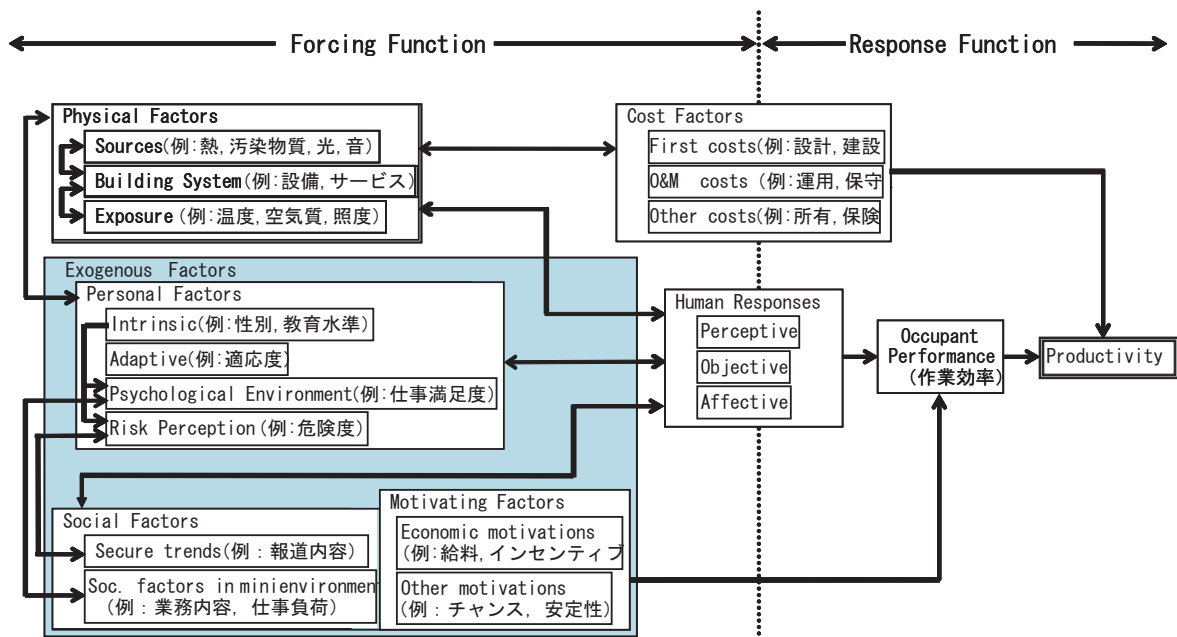 Forcing Function
Response Function
Physical Factors
Sources(例:熱,汚染物質,光,音)
Building System(例:設備,サービス)
Exposure(例:温度,空気質,照度)
Cost Factors
First costs(例:設計,建設
O&M costs (例:運用,保守
Other costs(例:所有,保険
Exogenous Factors
Personal Factors
Intrinsic(例:性別,教育水準)
Adaptive(例:適応度)
Psychological Environment(例:仕事満足度)
Risk Perception(例:危険度)
Human Responses
Perceptive
Objective
Affective
Occupant
Performance
(作業効率)
Productivity
Social Factors
Secure trends(例:報道内容)
Soc. factors in minienvironment
(例:業務内容, 仕事負荷)
Motivating Factors
Economic motivations
(例:給料,インセンティブ
Other motivations
(例:チャンス, 安定性)